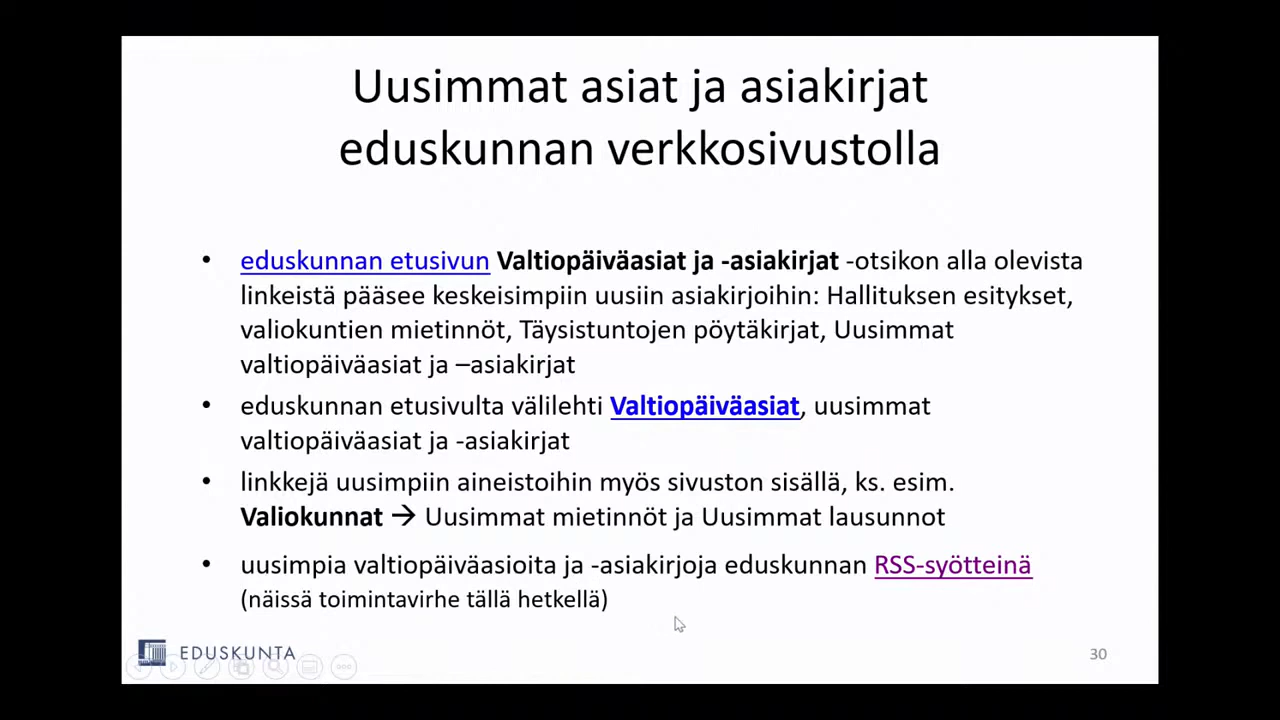 Uusimmat asiat ja asiakirjat
eduskunnan verkkosivustolla
• eduskunnan etusivun Valtiopäiväasiat ja -asiakirjat -otsikon alla olevista
linkeistä pääsee keskeisimpiin uusiin asiakirjoihin: Hallituksen esitykset,
valiokuntien mietinnöt, Täysistuntojen pöytäkirjat, Uusimmat
valtiopäiväasiat ja –asiakirjat
• eduskunnan etusivulta välilehti Valtiopäiväasiat, uusimmat
valtiopäiväasiat ja -asiakirjat
• linkkejä uusimpiin aineistoihin myös sivuston sisällä, ks. esim.
Valiokunnat → Uusimmat mietinnöt ja Uusimmat lausunnot
• uusimpia valtiopäiväasioita ja -asiakirjoja eduskunnan RSS-syötteinä
(näissä toimintavirhe tällä hetkellä)
EDUSKUNTA
30